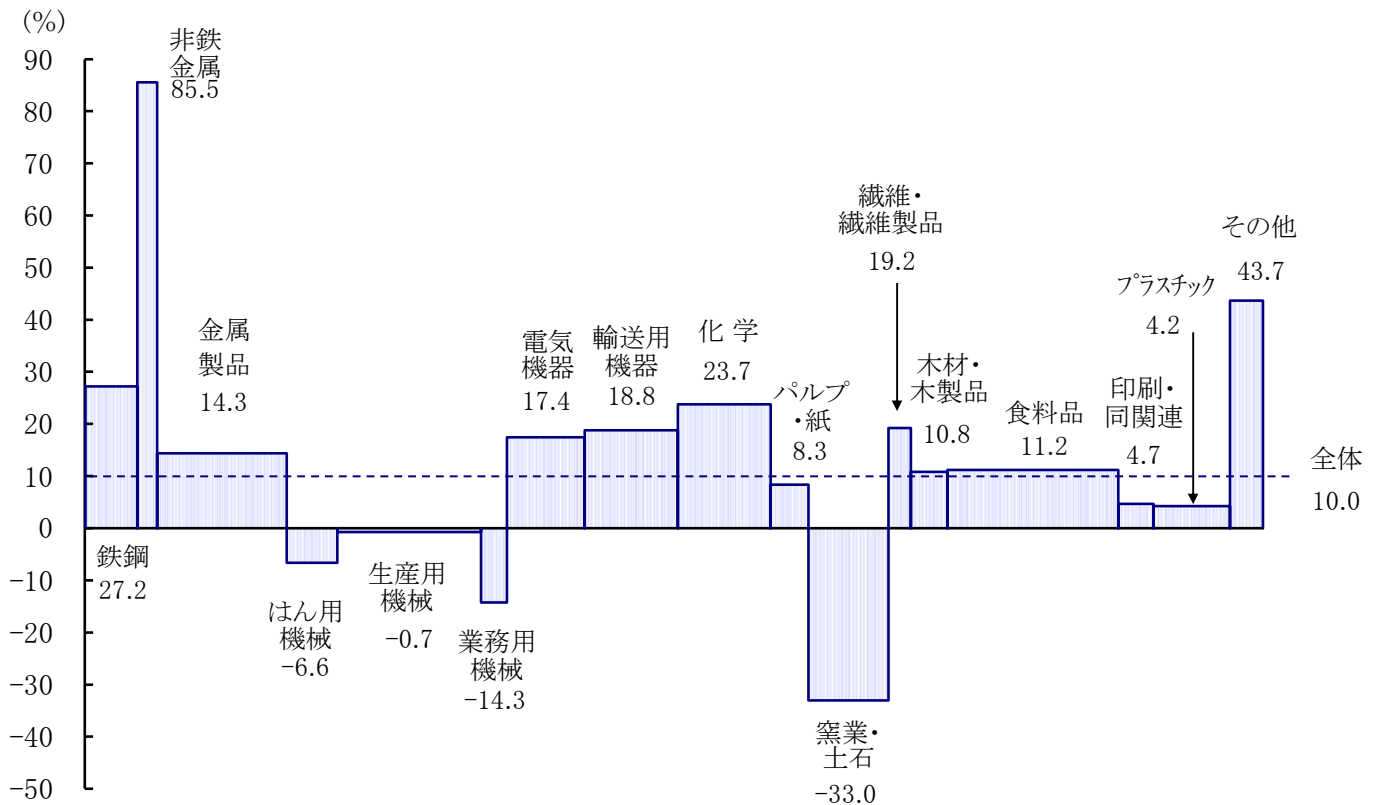 (％)
90
80
70
60
50
40
30
20
10
0
-10
-20
-30
-40
-50
鉄鋼
27.2
非鉄
金属
85.5
金属
製品
14.3
はん用
機械
-6.6
生産用
機械
-0.7
業務用
機械
-14.3
電気
機器
17.4
輸送用
機器
18.8
化 学
23.7
パルプ
・紙
8.3
窯業・
土石
-33.0
繊維・
繊維製品
19.2
木材・
木製品
10.8
食料品
11.2
印刷・
同関連
4.7
プラスチック
4.2
その他
43.7
全体
10.0